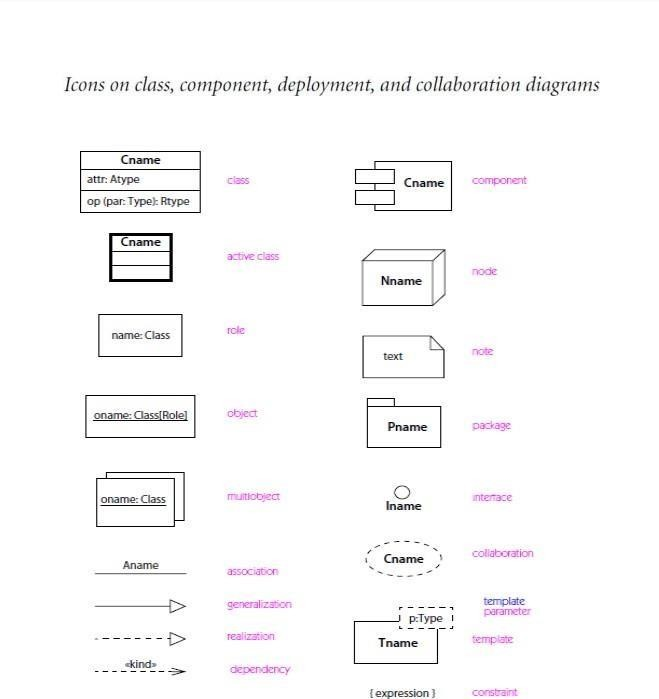 Icons on class, component, deployment, and collaboration diagrams
Cname
attr: Atype
op (par: Type): Rtype
class
Cname
active class
name: Class
role
oname: Class[Role]
object
oname: Class
multiobject
Aname
association
generalization
realization
«kind»
dependency
Cname
component
Nname
node
text
note
Pname
package
Iname
interface
Cname
collaboration
p:Type
template
parameter
Tname
template
{ expression }
constraint